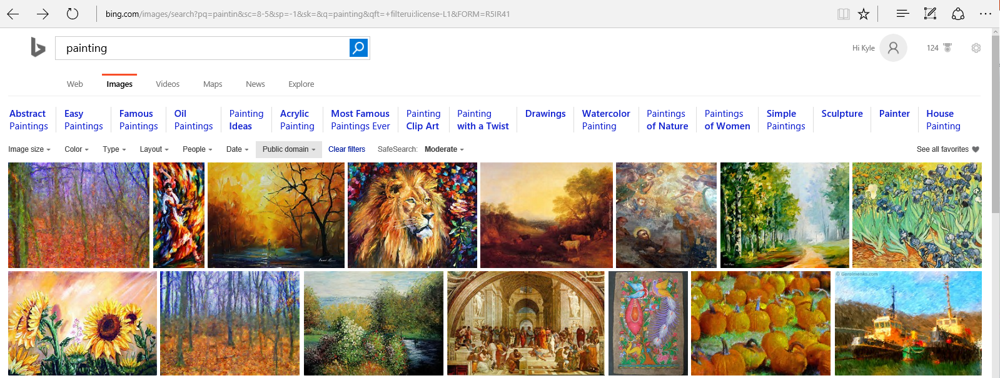 bing.com/images/search?pq=paintin&sc=8-5&sp=-1&sk=&q=painting&qft=+filterui:license-L1&FORM=R5IR41
painting
Hi Kyle
124
Web Images Videos Maps News Explore
Abstract Paintings
Easy Paintings
Famous Paintings
Oil Paintings
Painting Ideas
Acrylic Painting
Most Famous Paintings Ever
Painting Clip Art
Painting with a Twist
Drawings
Watercolor Painting
Paintings of Nature
Paintings of Women
Simple Paintings
Sculpture
Painter
House Painting
Image size Color Type Layout People Date Public domain Clear filters SafeSearch: Moderate See all favorites
© Gerolmenko.com